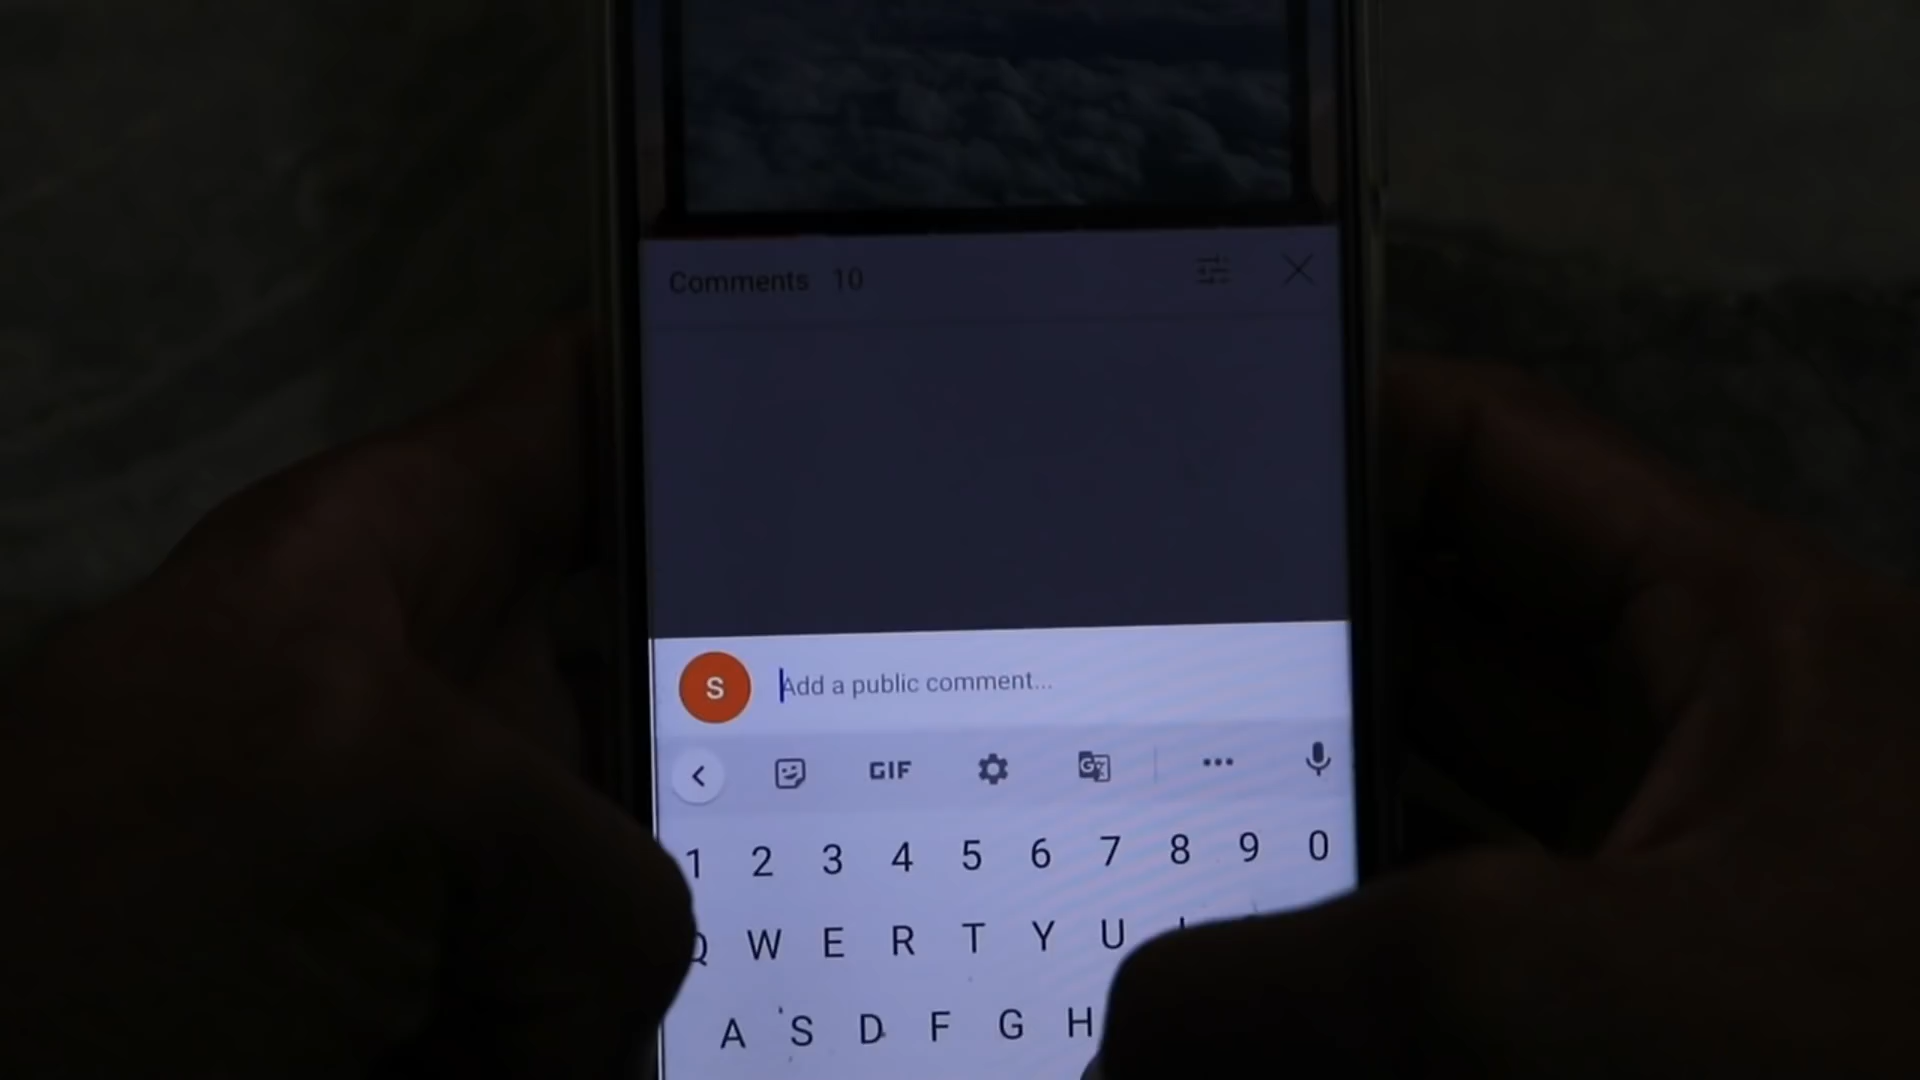 Comments 10
S Add a public comment...
GIF G
1 2 3 4 5 6 7 8 9 0
Q W E R T Y U
A S D F G H